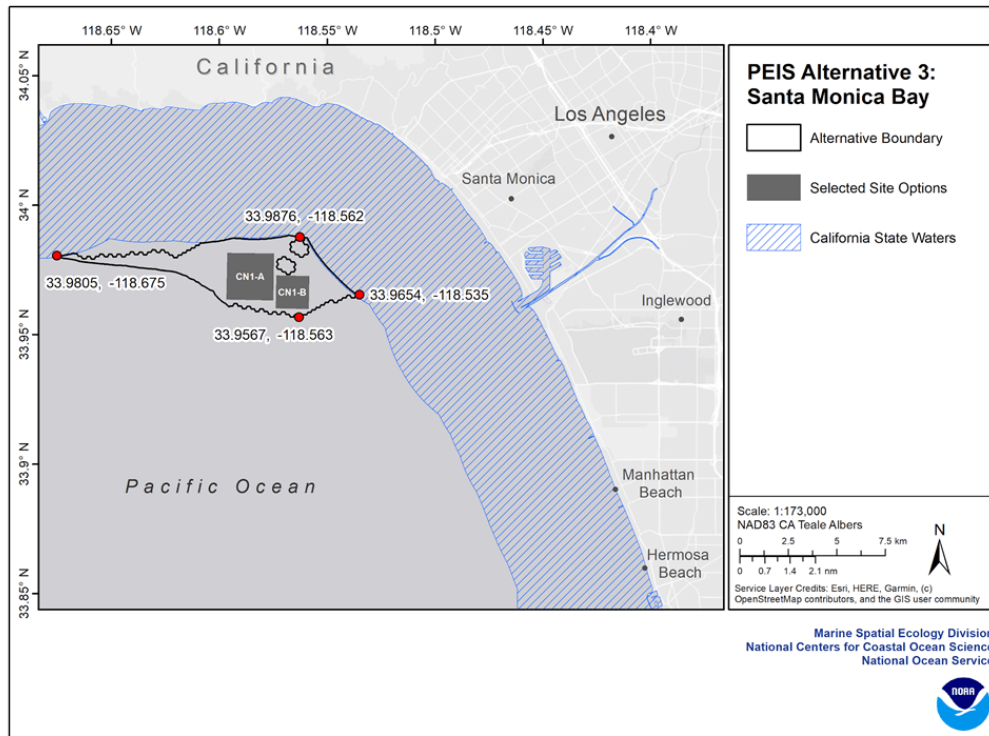 118.65° W
118.6° W
118.55° W
118.5° W
118.45° W
118.4° W
34.05° N
34° N
33.95° N
33.9° N
33.85° N
California
Los Angeles
Santa Monica
33.9876, -118.562
CN1-A
CN1-B
33.9805, -118.675
33.9654, -118.535
33.9567, -118.563
Inglewood
Pacific Ocean
Manhattan
Beach
Hermosa
Beach
PEIS Alternative 3:
Santa Monica Bay
Alternative Boundary
Selected Site Options
California State Waters
Scale: 1:173,000
NAD83 CA Teale Albers
0 2.5 5 7.5 km
0 0.7 1.4 2.1 nm
N
Service Layer Credits: Esri, HERE, Garmin, (c)
OpenStreetMap contributors, and the GIS user community
Marine Spatial Ecology Division
National Centers for Coastal Ocean Science
National Ocean Service
NOAA